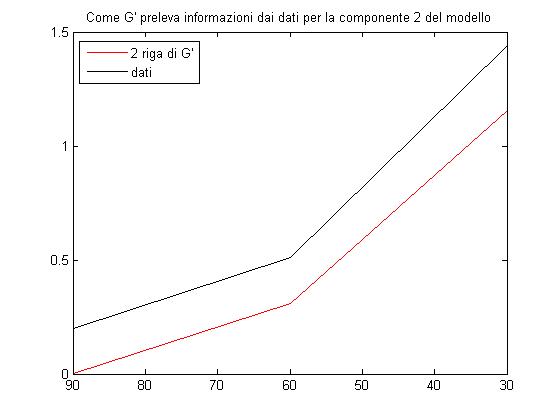 Come G' preleva informazioni dai dati per la componente 2 del modello
2 riga di G'
dati
1.5
1
0.5
0
90 80 70 60 50 40 30